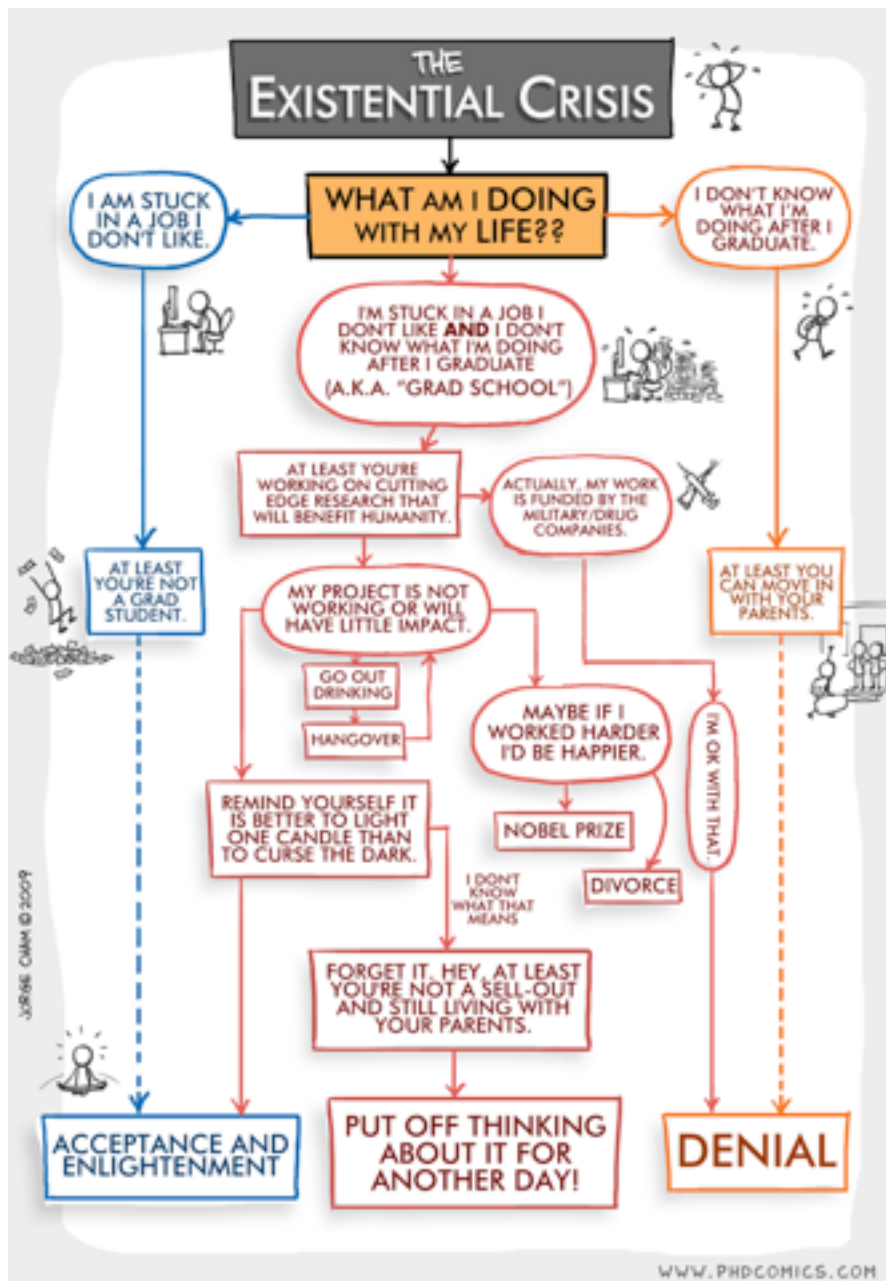 THE
EXISTENTIAL CRISIS
WHAT AM I DOING
WITH MY LIFE??
I AM STUCK
IN A JOB I
DON'T LIKE.
I DON'T KNOW
WHAT I'M
DOING AFTER I
GRADUATE.
I'M STUCK IN A JOB I
DON'T LIKE AND I DON'T
KNOW WHAT I'M DOING
AFTER I GRADUATE
(A.K.A. "GRAD SCHOOL")
AT LEAST YOU'RE
WORKING ON CUTTING
EDGE RESEARCH THAT
WILL BENEFIT HUMANITY.
ACTUALLY, MY WORK
IS FUNDED BY THE
MILITARY/DRUG
COMPANIES.
AT LEAST
YOU'RE NOT
A GRAD
STUDENT.
MY PROJECT IS NOT
WORKING OR WILL
HAVE LITTLE IMPACT.
AT LEAST YOU
CAN MOVE IN
WITH YOUR
PARENTS.
GO OUT
DRINKING
HANGOVER
MAYBE IF I
WORKED HARDER
I'D BE HAPPIER.
I'M OK WITH THAT.
REMIND YOURSELF IT
IS BETTER TO LIGHT
ONE CANDLE THAN
TO CURSE THE DARK.
NOBEL PRIZE
DIVORCE
I DON'T
KNOW
WHAT THAT
MEANS
FORGET IT. HEY, AT LEAST
YOU'RE NOT A SELL-OUT
AND STILL LIVING WITH
YOUR PARENTS.
JORGE CHAM © 2009
ACCEPTANCE AND
ENLIGHTENMENT
PUT OFF THINKING
ABOUT IT FOR
ANOTHER DAY!
DENIAL
WWW.PHDCOMICS.COM